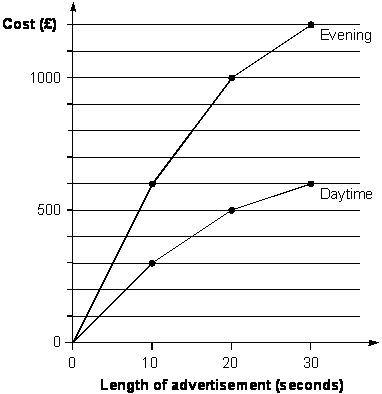 Cost (£)
Evening
1000
Daytime
500
0
0 10 20 30
Length of advertisement (seconds)